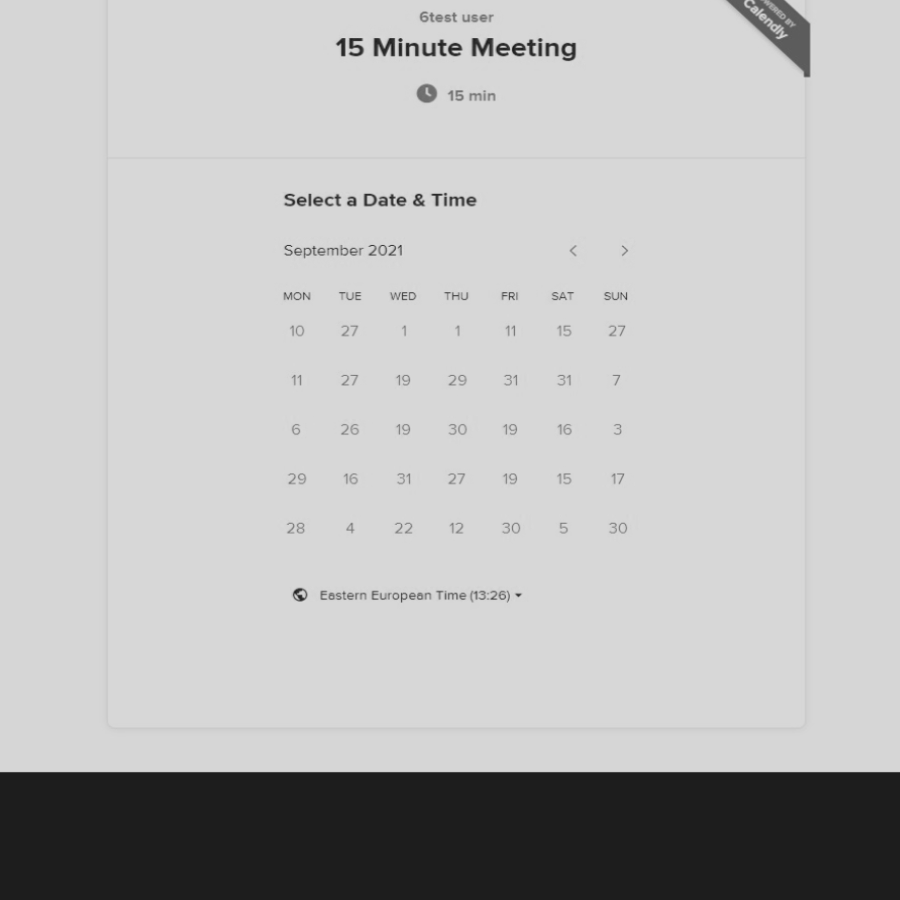 6test user
15 Minute Meeting
POWERED BY
Calendly
15 min
Select a Date & Time
September 2021
MON TUE WED THU FRI SAT SUN
10 27 1 1 11 15 27
11 27 19 29 31 31 7
6 26 19 30 19 16 3
29 16 31 27 19 15 17
28 4 22 12 30 5 30
Eastern European Time (13:26)